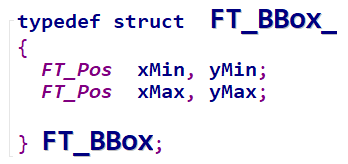 typedef struct FT_BBox_
{
FT_Pos xMin, yMin;
FT_Pos xMax, yMax;
} FT_BBox;